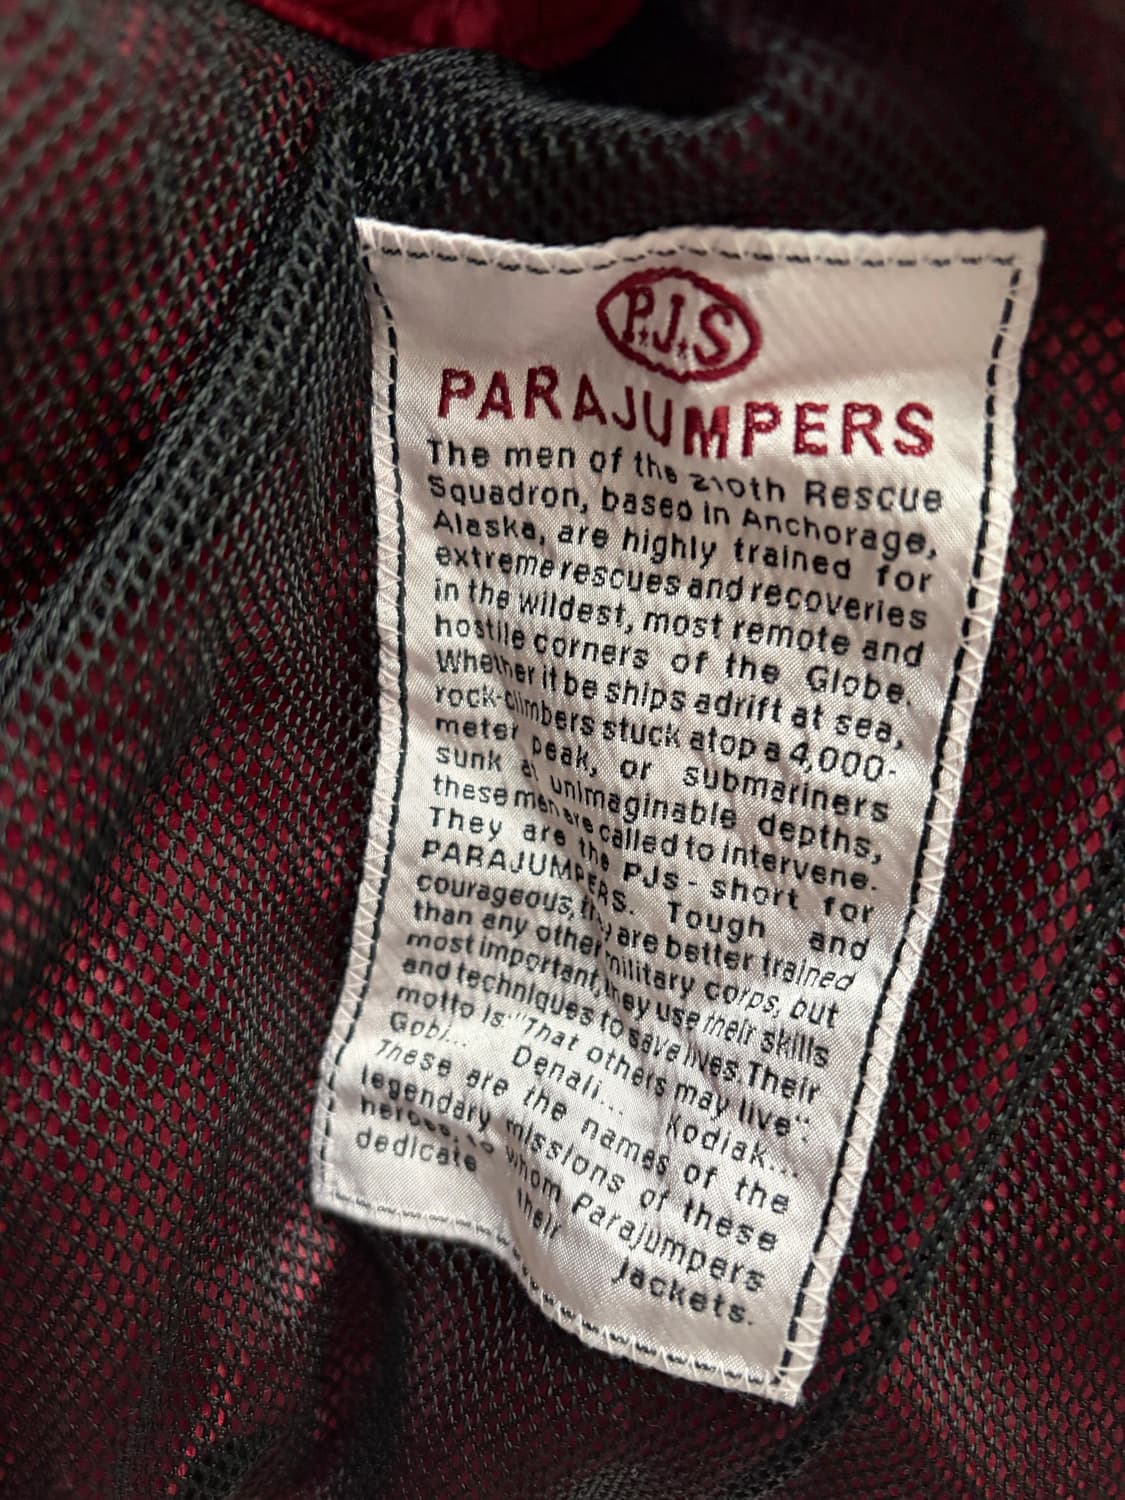 P.J.S
PARAJUMPERS
The men of the 210th Rescue
Squadron, based in Anchorage,
Alaska, are highly trained for
extreme rescues and recoveries
in the wildest, most remote and
hostile corners of the Globe.
Whether it be ships adrift at sea,
rock-climbers stuck atop a 4,000-
meter peak, or submariners
sunk at unimaginable depths,
these men are called to intervene.
They are the PJs - short for
PARAJUMPERS. Tough and
courageous, they are better trained
than any other military corps, but
most important, they use their skills
and techniques to save lives. Their
motto is: "That others may live".
Gobi... Denali... Kodiak...
These are the names of the
legendary missions of these
heroes, to whom Parajumpers
dedicate their jackets.